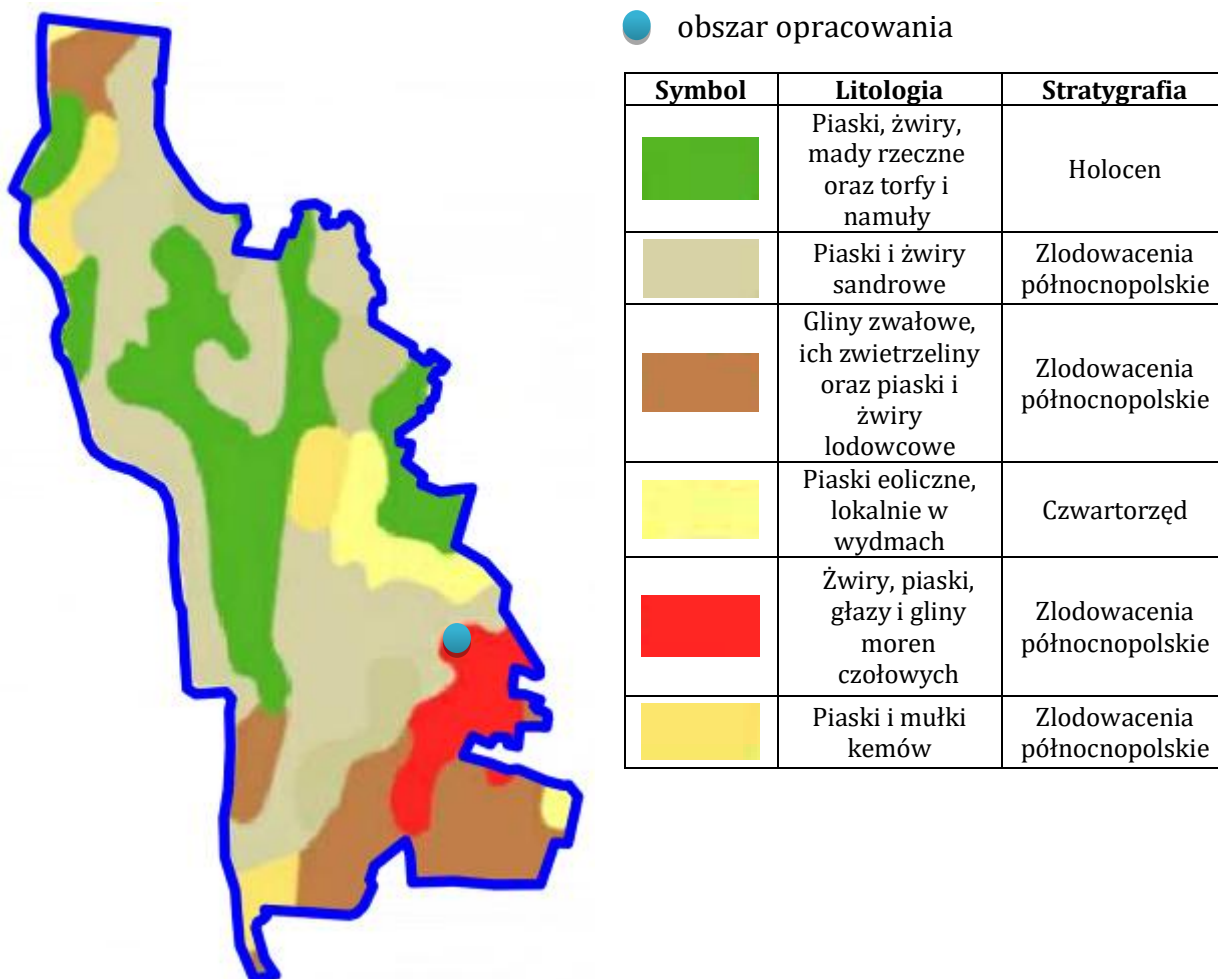 obszar opracowania
Symbol Litologia Stratygrafia
Piaski, żwiry,
mady rzeczne
oraz torfy i
namuły
Holocen
Piaski i żwiry
sandrowe
Zlodowacenia
północnopolskie
Gliny zwałowe,
ich zwietrzeliny
oraz piaski i
żwiry
lodowcowe
Zlodowacenia
północnopolskie
Piaski eoliczne,
lokalnie w
wydmach
Czwartorzęd
Żwiry, piaski,
głazy i gliny
moren
czołowych
Zlodowacenia
północnopolskie
Piaski i mułki
kemów
Zlodowacenia
północnopolskie